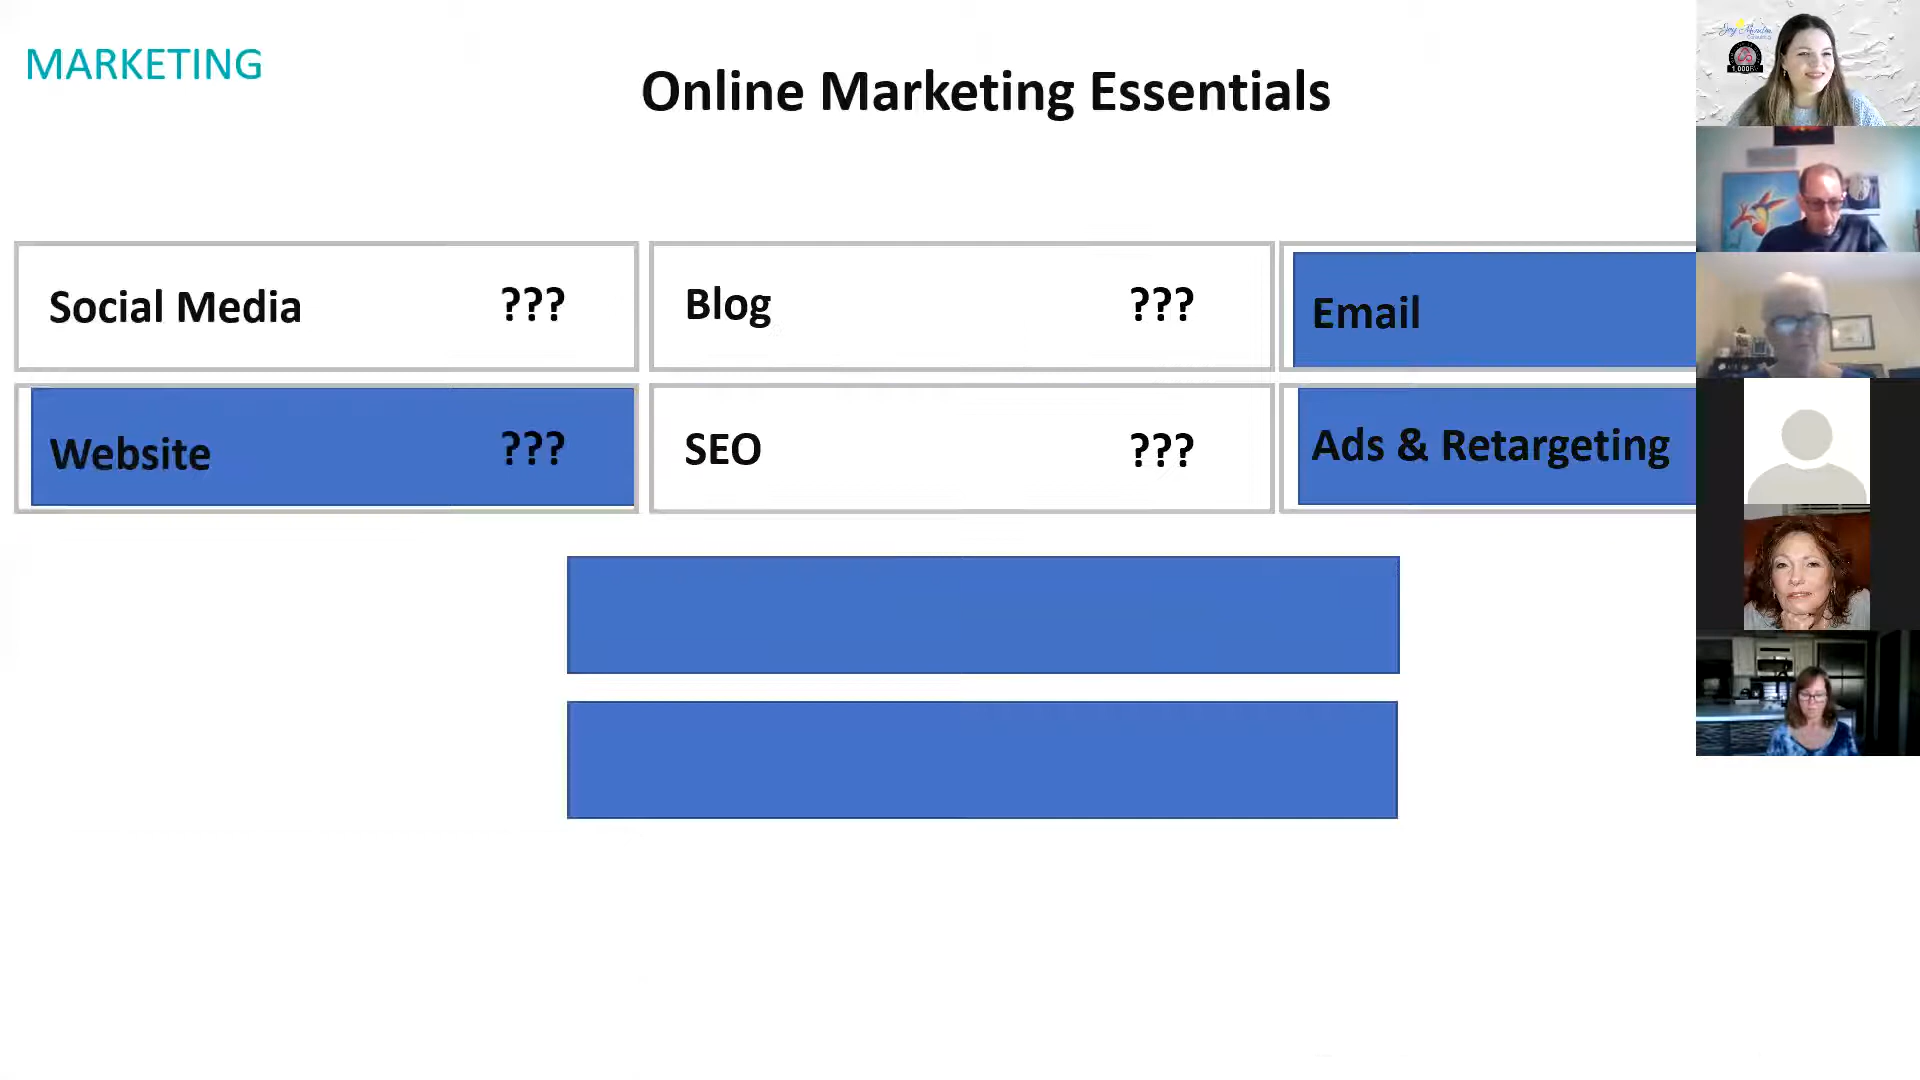 MARKETING
Online Marketing Essentials
Social Media ???
Blog ???
Email
Website ???
SEO ???
Ads & Retargeting